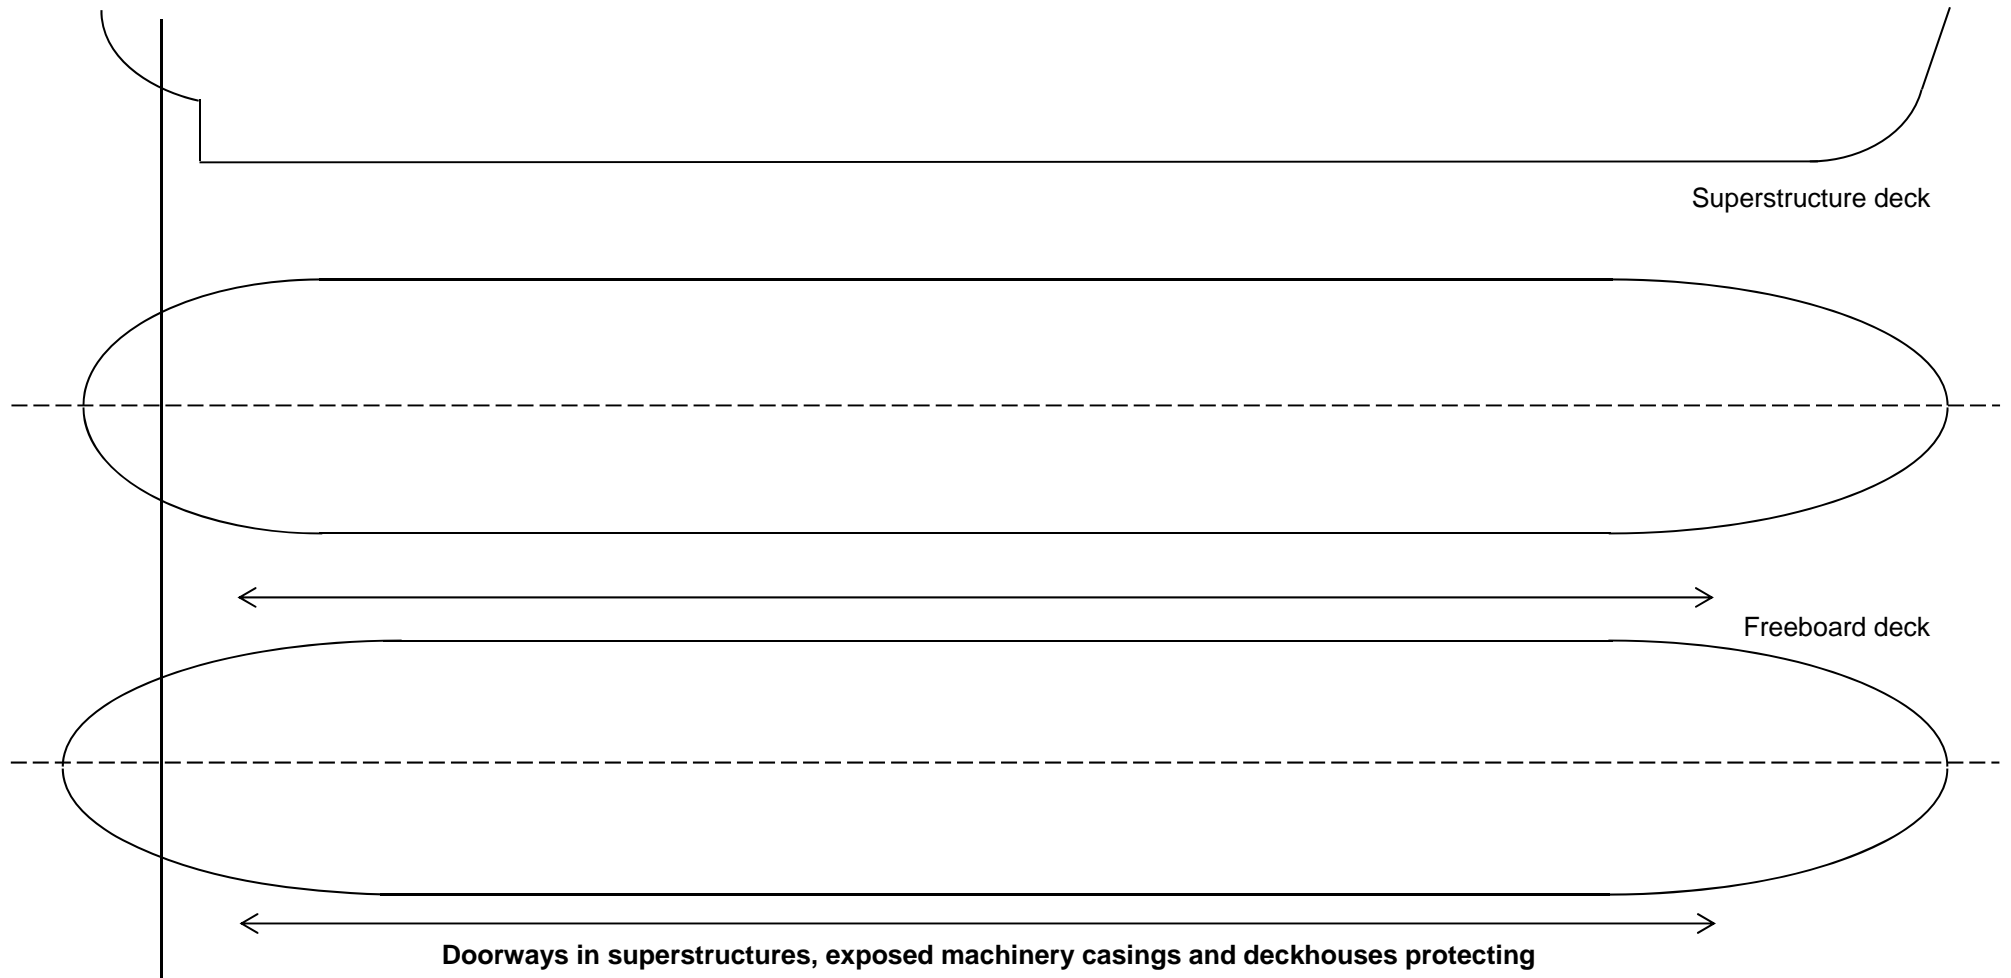 Superstructure deck
Freeboard deck
Doorways in superstructures, exposed machinery casings and deckhouses protecting